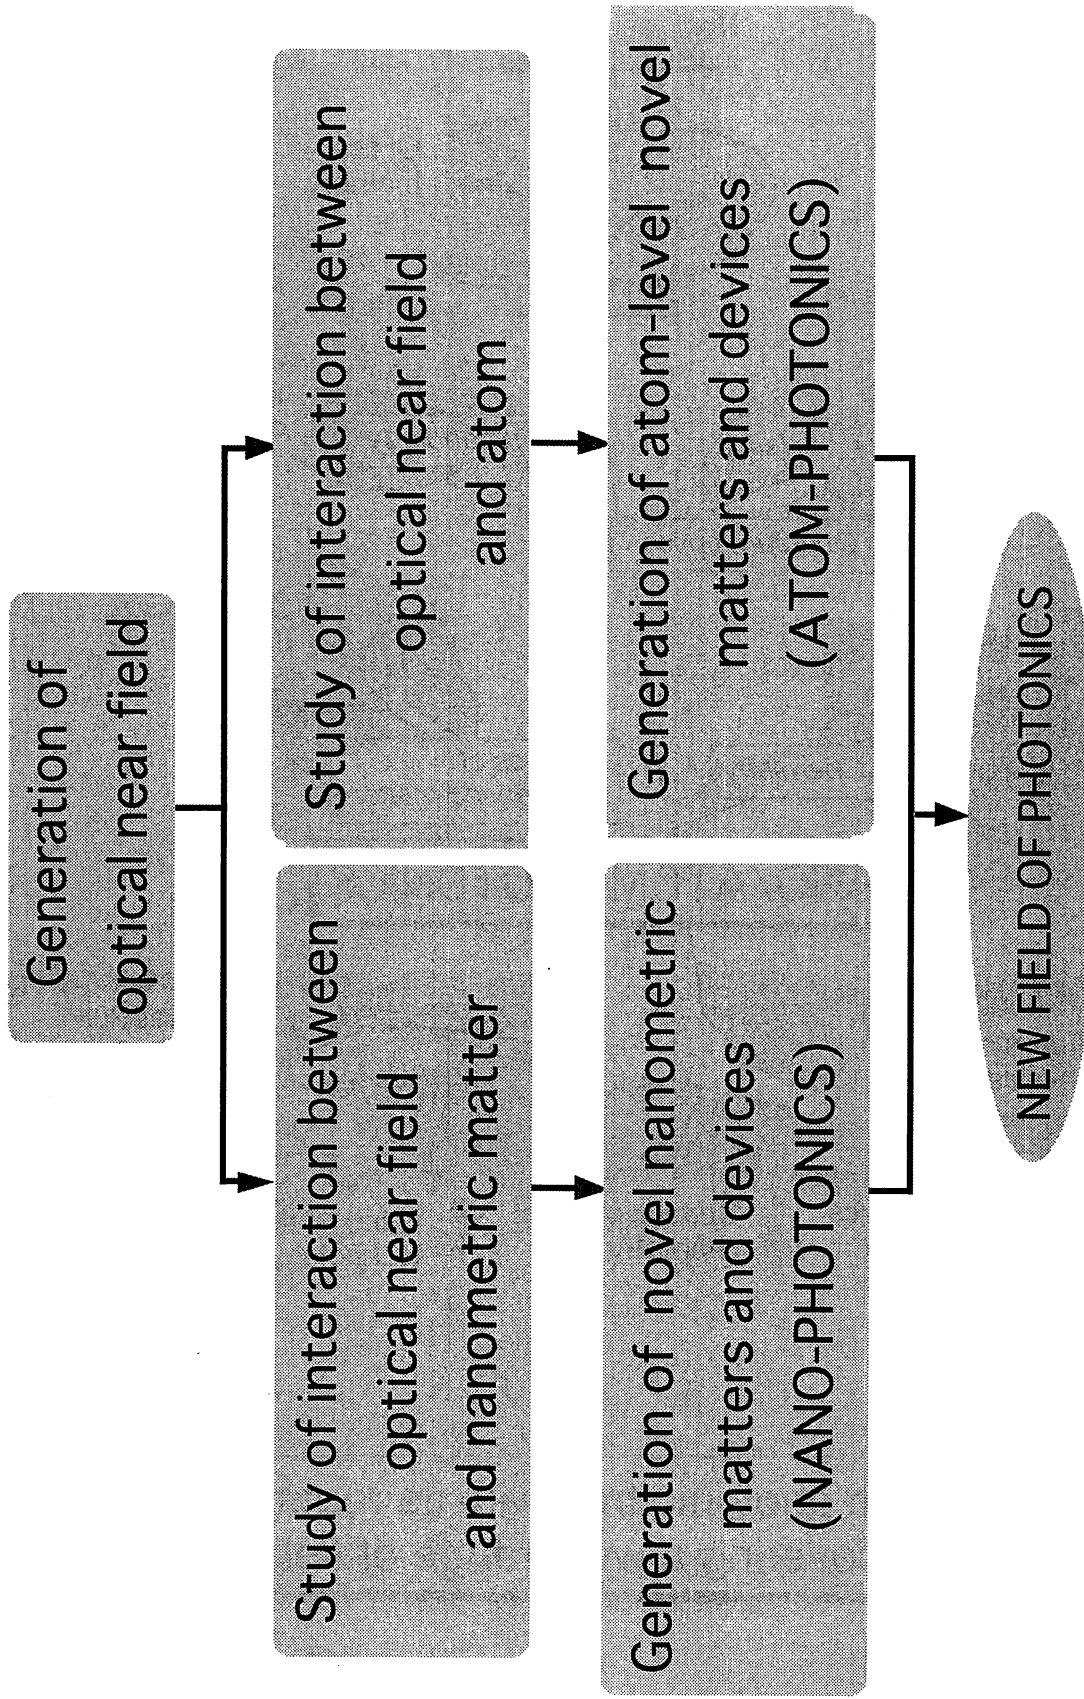 Generation of
optical near field
Study of interaction between
optical near field
and nanometric matter
Study of interaction between
optical near field
and atom
Generation of novel nanometric
matters and devices
(NANO-PHOTONICS)
Generation of atom-level novel
matters and devices
(ATOM-PHOTONICS)
NEW FIELD OF PHOTONICS